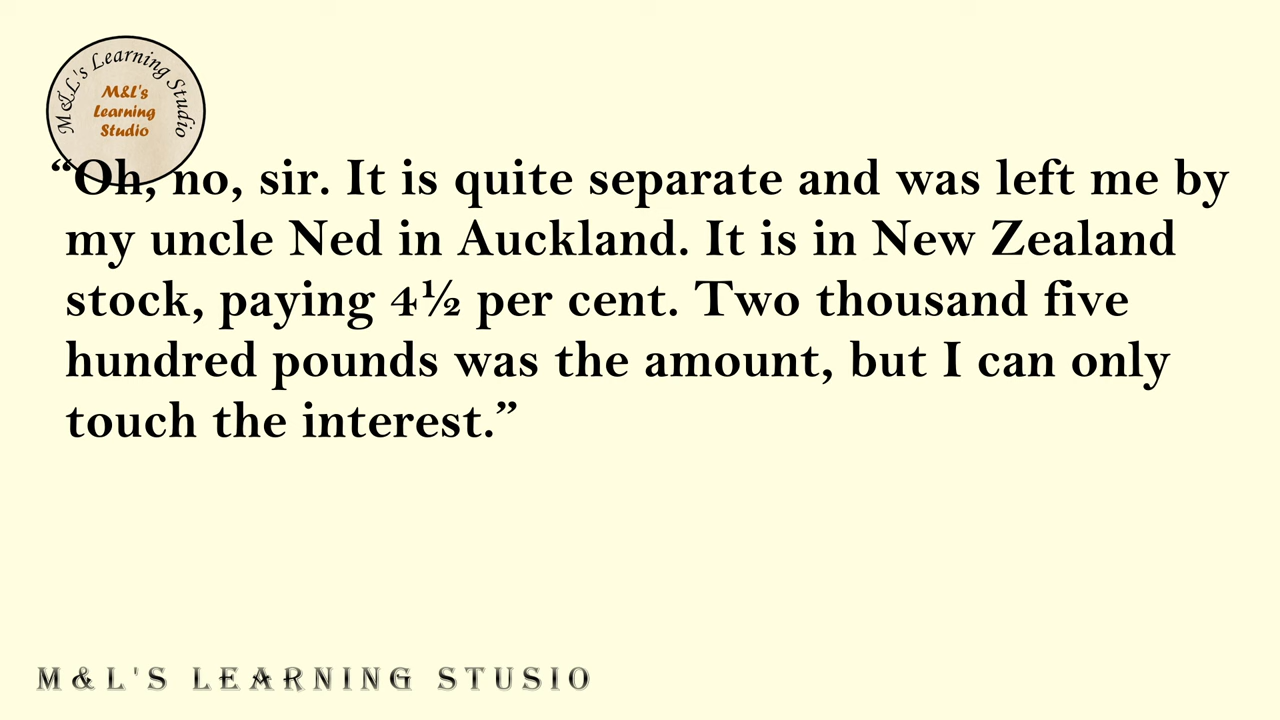 M&L's Learning Studio
M&L's
Learning
Studio
“Oh, no, sir. It is quite separate and was left me by
my uncle Ned in Auckland. It is in New Zealand
stock, paying 4½ per cent. Two thousand five
hundred pounds was the amount, but I can only
touch the interest.”
M&L'S LEARNING STUSIO